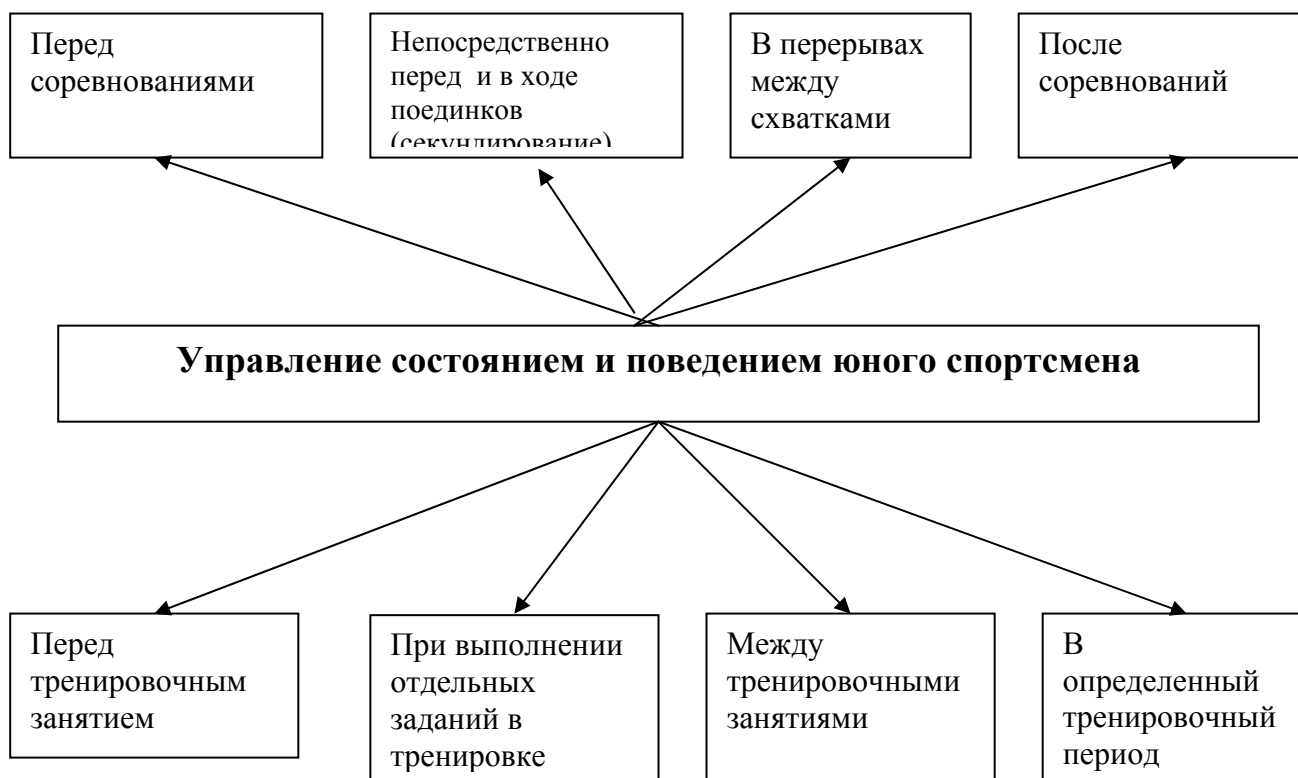 Перед
соревнованиями
Непосредственно
перед и в ходе
поединков
(секундирование)
В перерывах
между
схватками
После
соревнований
Управление состоянием и поведением юного спортсмена
Перед
тренировочным
занятием
При выполнении
отдельных
заданий в
тренировке
Между
тренировочными
занятиями
В
определенный
тренировочный
период